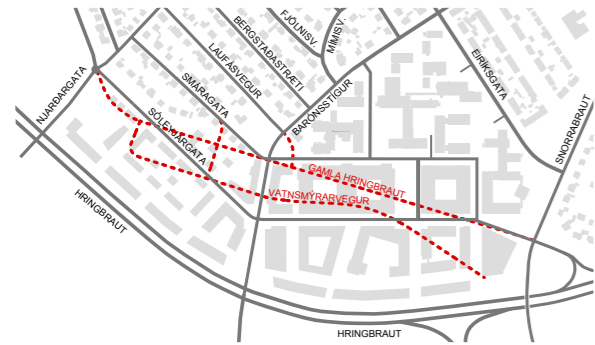 FJÖLNISV.
MÍMISV.
BERGSTAÐASTRÆTI
LAUFÁSVEGUR
SMÁRAGATA
EIRÍKSGATA
NJARÐARGATA
SÓLEYJARGATA
BARÓNSSTÍGUR
SNORRABRAUT
GAMLA HRINGBRAUT
VATNSMÝRARVEGUR
HRINGBRAUT
HRINGBRAUT